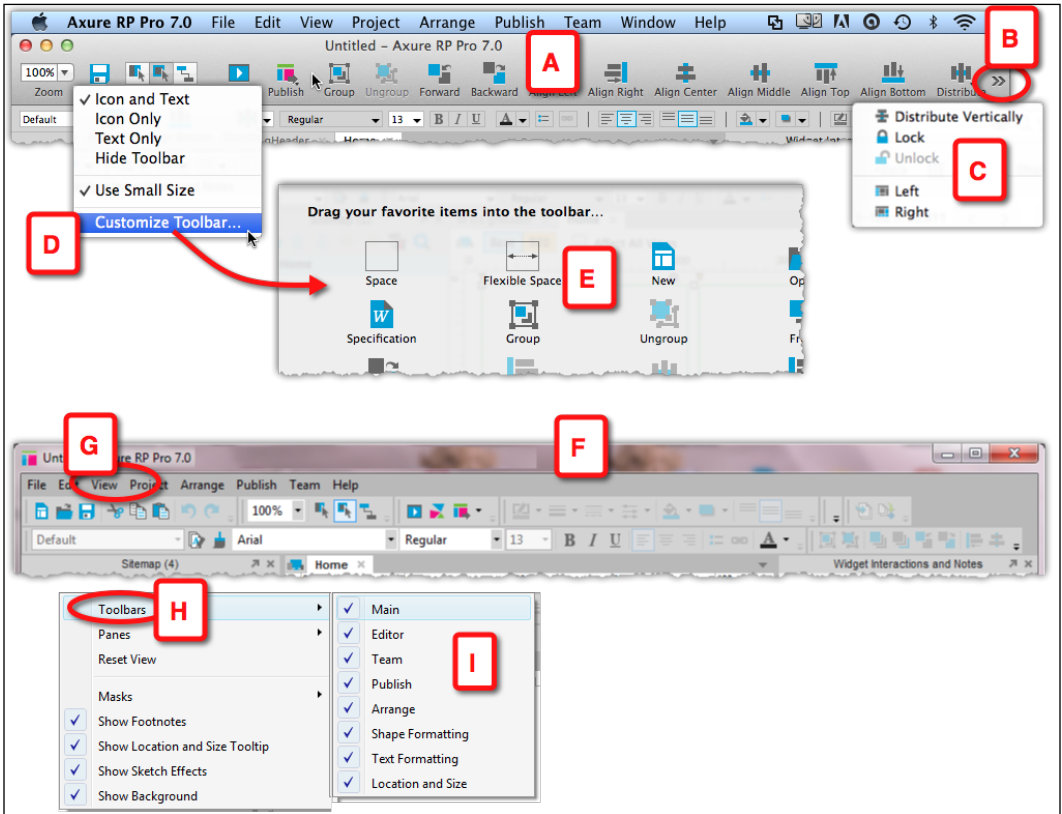 Axure RP Pro 7.0 File Edit View Project Arrange Publish Team Window Help
Untitled – Axure RP Pro 7.0
A
B
100%
Zoom Publish Group Ungroup Forward Backward Align Left Align Right Align Center Align Middle Align Top Align Bottom Distribute
Default Regular 13 B I U A
Home
✓ Icon and Text
Icon Only
Text Only
Hide Toolbar
✓ Use Small Size
Customize Toolbar...
Distribute Vertically
Lock
Unlock
Left
Right
C
D
Drag your favorite items into the toolbar...
Space Flexible Space New Op
E
W
Specification Group Ungroup Fr
G
F
Axure RP Pro 7.0
File Edit View Project Arrange Publish Team Help
100%
Default Arial Regular 13 B I U A
Sitemap (4) Home Widget Interactions and Notes
Toolbars
H
Panes
Reset View
Masks
✓ Show Footnotes
✓ Show Location and Size Tooltip
✓ Show Sketch Effects
✓ Show Background
✓ Main
✓ Editor
✓ Team
✓ Publish
✓ Arrange
✓ Shape Formatting
✓ Text Formatting
✓ Location and Size
I